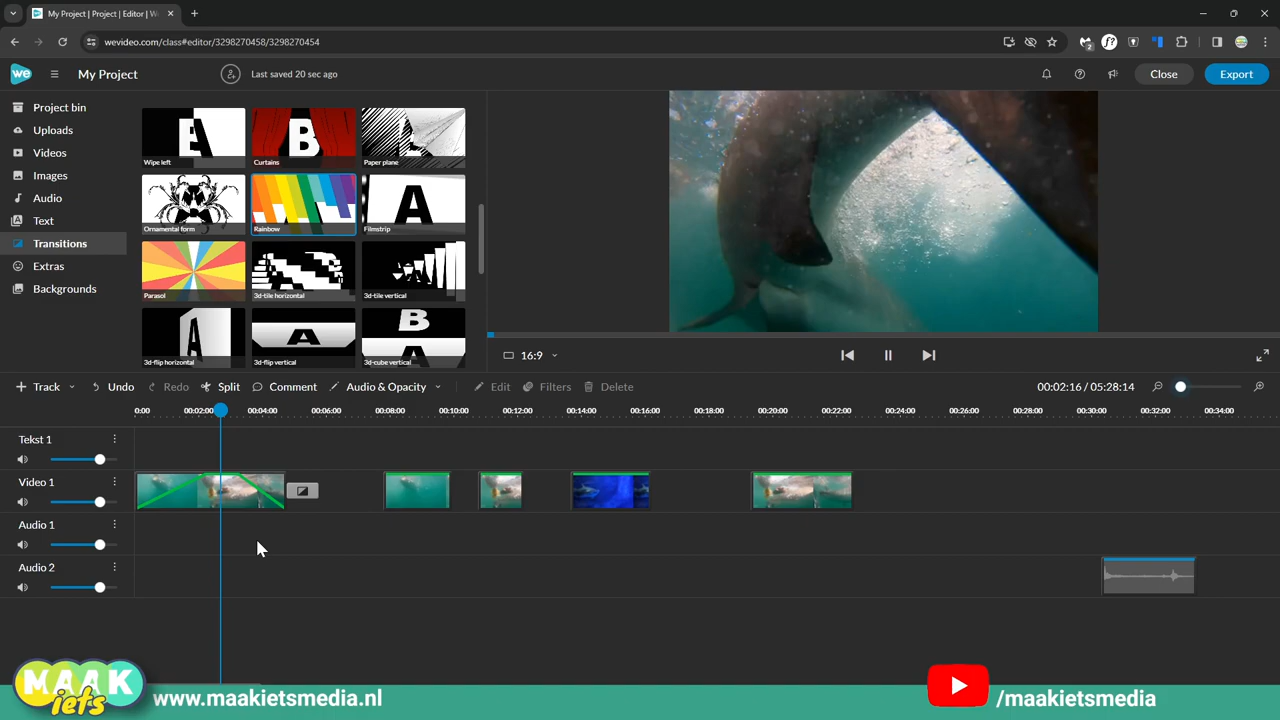 My Project | Project | Editor | W
wevideo.com/class#editor/3298270458/3298270454
2
we
My Project
Last saved 20 sec ago
Close
Export
Project bin
Uploads
Videos
Images
Audio
Text
Transitions
Extras
Backgrounds
Wipe left
Curtains
Paper plane
Ornamental form
Rainbow
Filmstrip
Parasol
3d-tile horizontal
3d-tile vertical
3d-flip horizontal
3d-flip vertical
3d-cube vertical
16:9
Track
Undo
Redo
Split
Comment
Audio & Opacity
Edit
Filters
Delete
00:02:16 / 05:28:14
0:00
00:02:00
00:04:00
00:06:00
00:08:00
00:10:00
00:12:00
00:14:00
00:16:00
00:18:00
00:20:00
00:22:00
00:24:00
00:26:00
00:28:00
00:30:00
00:32:00
00:34:00
Tekst 1
Video 1
Audio 1
Audio 2
MAAK
iets
www.maakietsmedia.nl
/maakietsmedia